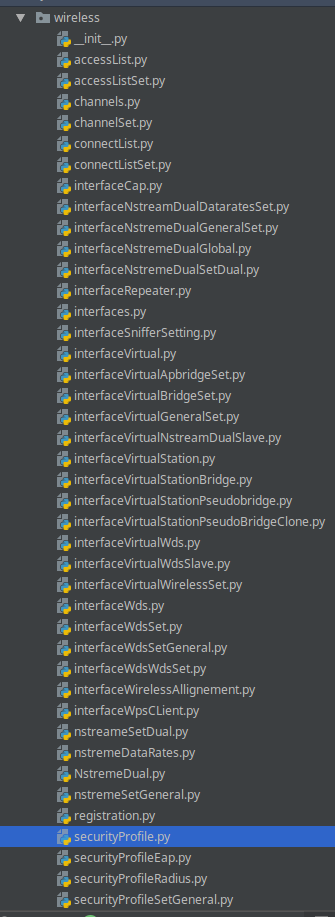 wireless
__init__.py
accessList.py
accessListSet.py
channels.py
channelSet.py
connectList.py
connectListSet.py
interfaceCap.py
interfaceNstreamDualDataratesSet.py
interfaceNstremeDualGeneralSet.py
interfaceNstremeDualGlobal.py
interfaceNstremeDualSetDual.py
interfaceRepeater.py
interfaces.py
interfaceSnifferSetting.py
interfaceVirtual.py
interfaceVirtualApbridgeSet.py
interfaceVirtualBridgeSet.py
interfaceVirtualGeneralSet.py
interfaceVirtualNstreamDualSlave.py
interfaceVirtualStation.py
interfaceVirtualStationBridge.py
interfaceVirtualStationPseudobridge.py
interfaceVirtualStationPseudoBridgeClone.py
interfaceVirtualWds.py
interfaceVirtualWdsSlave.py
interfaceVirtualWirelessSet.py
interfaceWds.py
interfaceWdsSet.py
interfaceWdsSetGeneral.py
interfaceWdsWdsSet.py
interfaceWirelessAllignement.py
interfaceWpsCLient.py
nstreameSetDual.py
nstremeDataRates.py
NstremeDual.py
nstremeSetGeneral.py
registration.py
securityProfile.py
securityProfileEap.py
securityProfileRadius.py
securityProfileSetGeneral.py